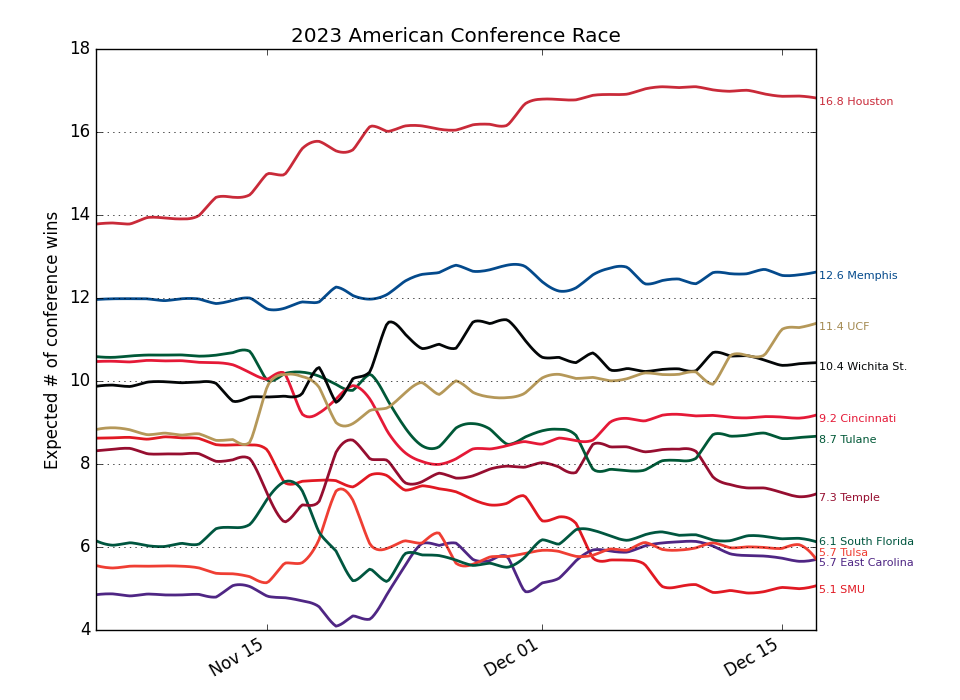 2023 American Conference Race
Expected # of conference wins
18
16
14
12
10
8
6
4
Nov 15
Dec 01
Dec 15
16.8 Houston
12.6 Memphis
11.4 UCF
10.4 Wichita St.
9.2 Cincinnati
8.7 Tulane
7.3 Temple
6.1 South Florida
5.7 Tulsa
5.7 East Carolina
5.1 SMU